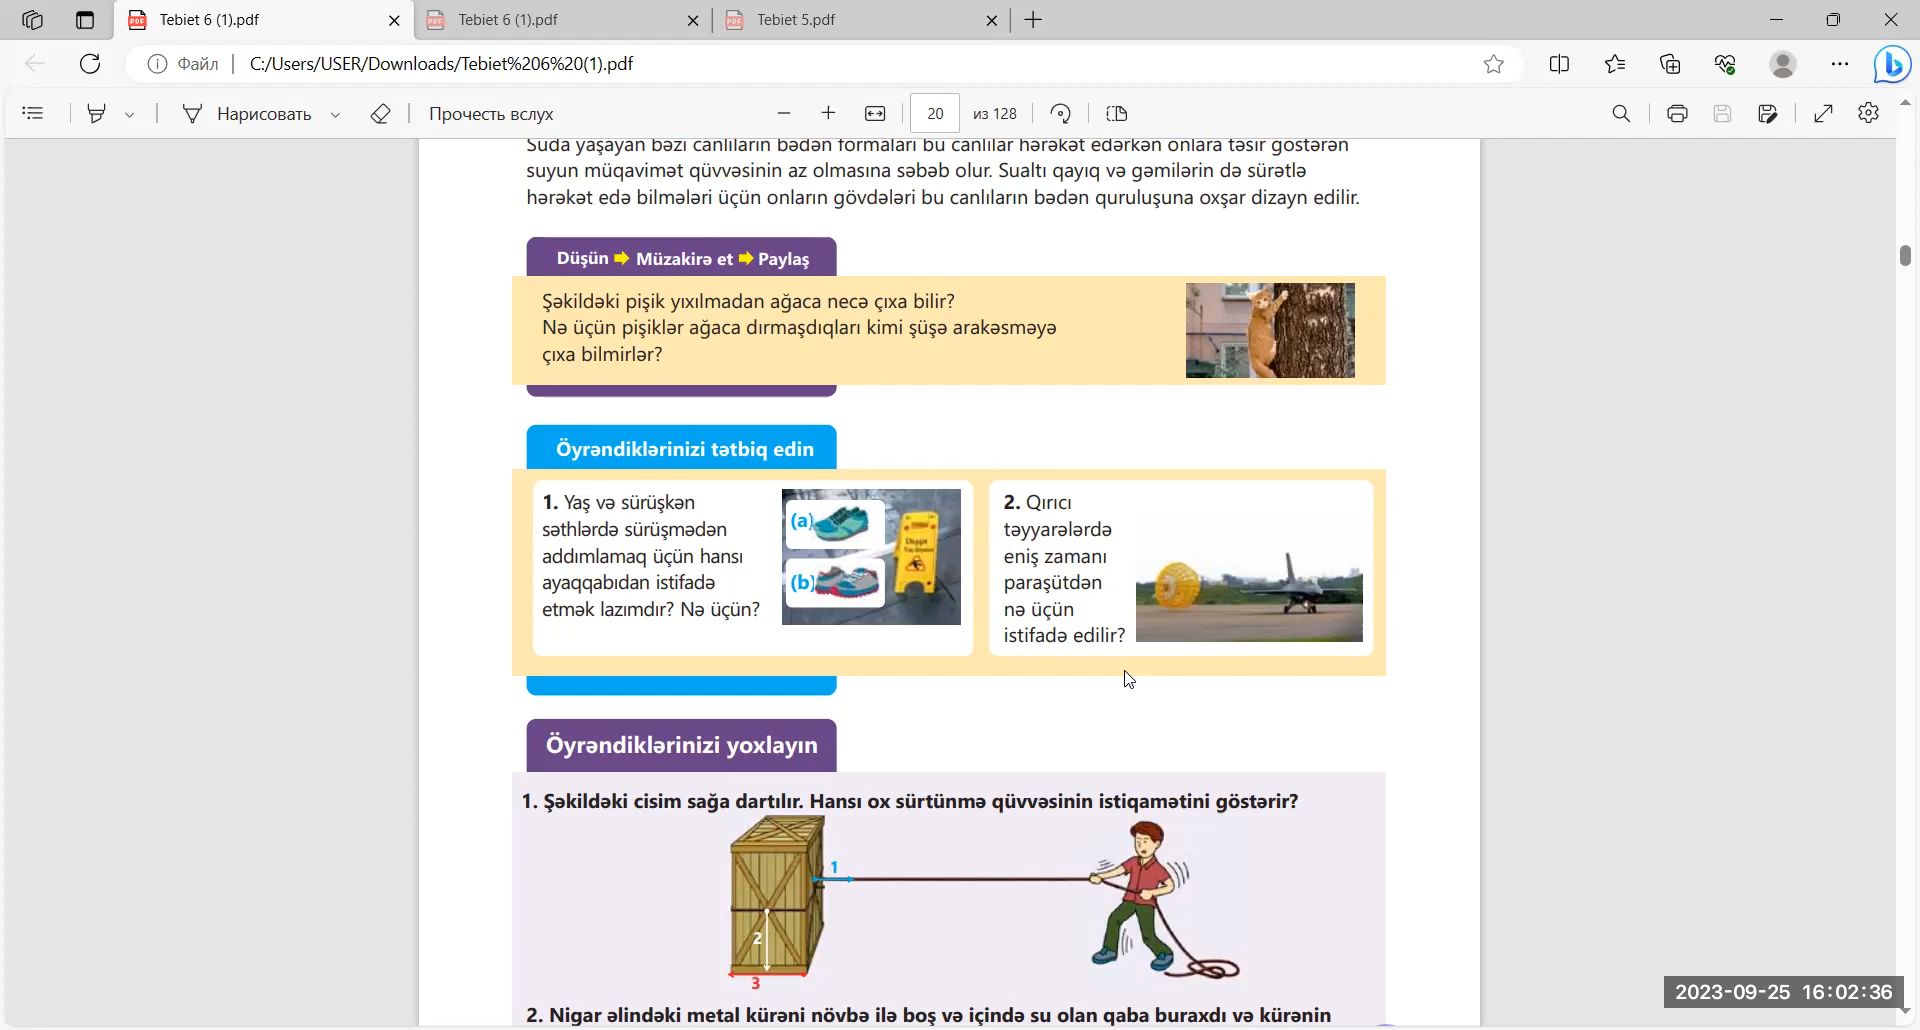 Tebiet 6 (1).pdf
Tebiet 6 (1).pdf
Tebiet 5.pdf
Файл
C:/Users/USER/Downloads/Tebiet%206%20(1).pdf
Нарисовать
Прочесть вслух
20 из 128
Suda yaşayan bəzi canlıların bədən formaları bu canlılar hərəkət edərkən onlara təsir göstərən
suyun müqavimət qüvvəsinin az olmasına səbəb olur. Sualtı qayıq və gəmilərin də sürətlə
hərəkət edə bilmələri üçün onların gövdələri bu canlıların bədən quruluşuna oxşar dizayn edilir.
Düşün Müzakirə et Paylaş
Şəkildəki pişik yıxılmadan ağaca necə çıxa bilir?
Nə üçün pişiklər ağaca dırmaşdıqları kimi şüşə arakəsməyə
çıxa bilmirlər?
Öyrəndiklərinizi tətbiq edin
1. Yaş və sürüşkən
səthlərdə sürüşmədən
addımlamaq üçün hansı
ayaqqabıdan istifadə
etmək lazımdır? Nə üçün?
(a)
(b)
2. Qırıcı
təyyarələrdə
eniş zamanı
paraşütdən
nə üçün
istifadə edilir?
Öyrəndiklərinizi yoxlayın
1. Şəkildəki cisim sağa dartılır. Hansı ox sürtünmə qüvvəsinin istiqamətini göstərir?
1
2
3
2. Nigar əlindəki metal kürəni növbə ilə boş və içində su olan qaba buraxdı və kürənin
2023-09-25 16:02:36